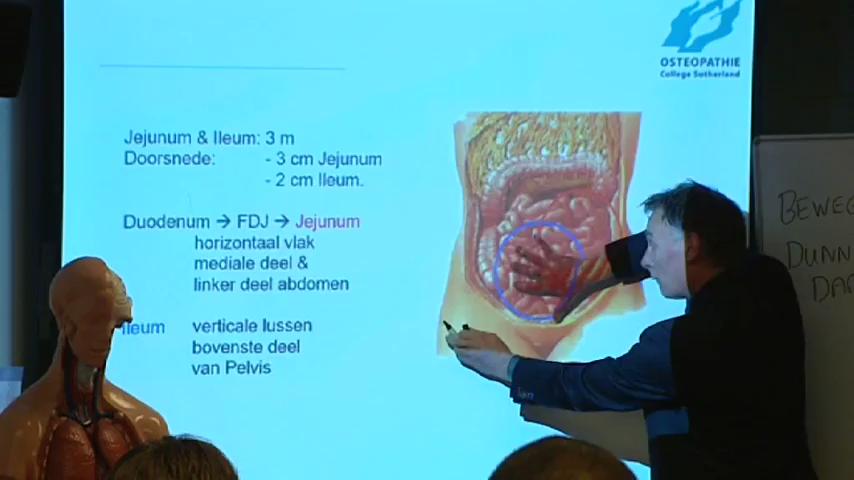 OSTEOPATHIE
College Sutherland
Jejunum & Ileum: 3 m
Doorsnede: - 3 cm Jejunum
- 2 cm Ileum.
Duodenum → FDJ → Jejunum
horizontaal vlak
mediale deel &
linker deel abdomen
Ileum verticale lussen
bovenste deel
van Pelvis
BEWEG
DUNN
DAR